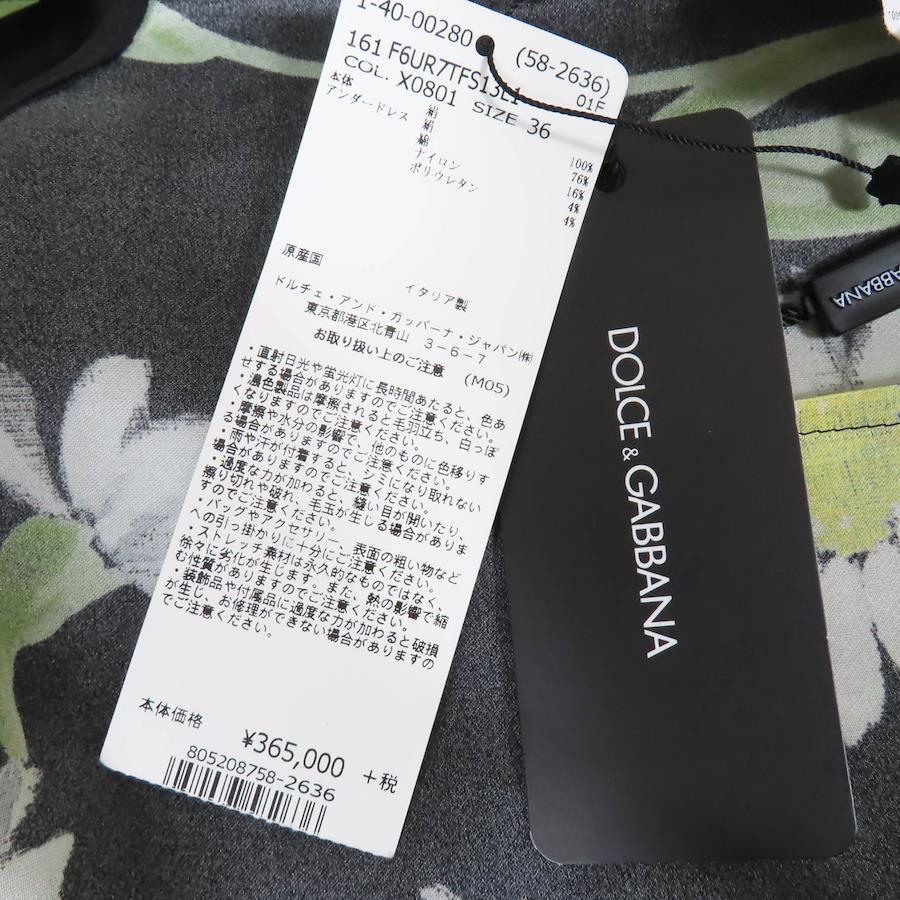 1-40-00280 (58-2636)
161 F6UR7TFS13L1 01F
COL. X0801 SIZE 36
本体 絹 100%
アンダードレス 絹 76%
綿 16%
ナイロン 4%
ポリウレタン 4%
原産国
イタリア製
ドルチェ・アンド・ガッバーナ・ジャパン㈱
東京都港区北青山 3-6-7
お取り扱い上のご注意 (M05)
・直射日光や蛍光灯に長時間あたると、色あ
せする場合がありますのでご注意ください。
・濃色製品は摩擦されると毛羽立ち、白っぽ
くなりますのでご注意ください。
・摩擦や水分の影響で、他のものに色移りす
る場合がありますのでご注意ください。
・雨や汗が付着すると、シミになり取れない
場合がありますのでご注意ください。
・過度な力が加わると、縫い目が開いたり、
擦り切れや破れ、毛玉が生じる場合がありま
すのでご注意ください。
・バッグやアクセサリー、表面の粗い物など
への引っ掛かりに十分にご注意ください。
・ストレッチ素材は永久的なものではなく、
徐々に劣化が生じます。また、熱の影響で縮
む性質がありますのでご注意ください。
・装飾品や付属品に過度な力が加わると破損
が生じ、お修理ができない場合がありますの
でご注意ください。
本体価格
¥365,000 +税
805208758-2636
DOLCE & GABBANA
GABBANA